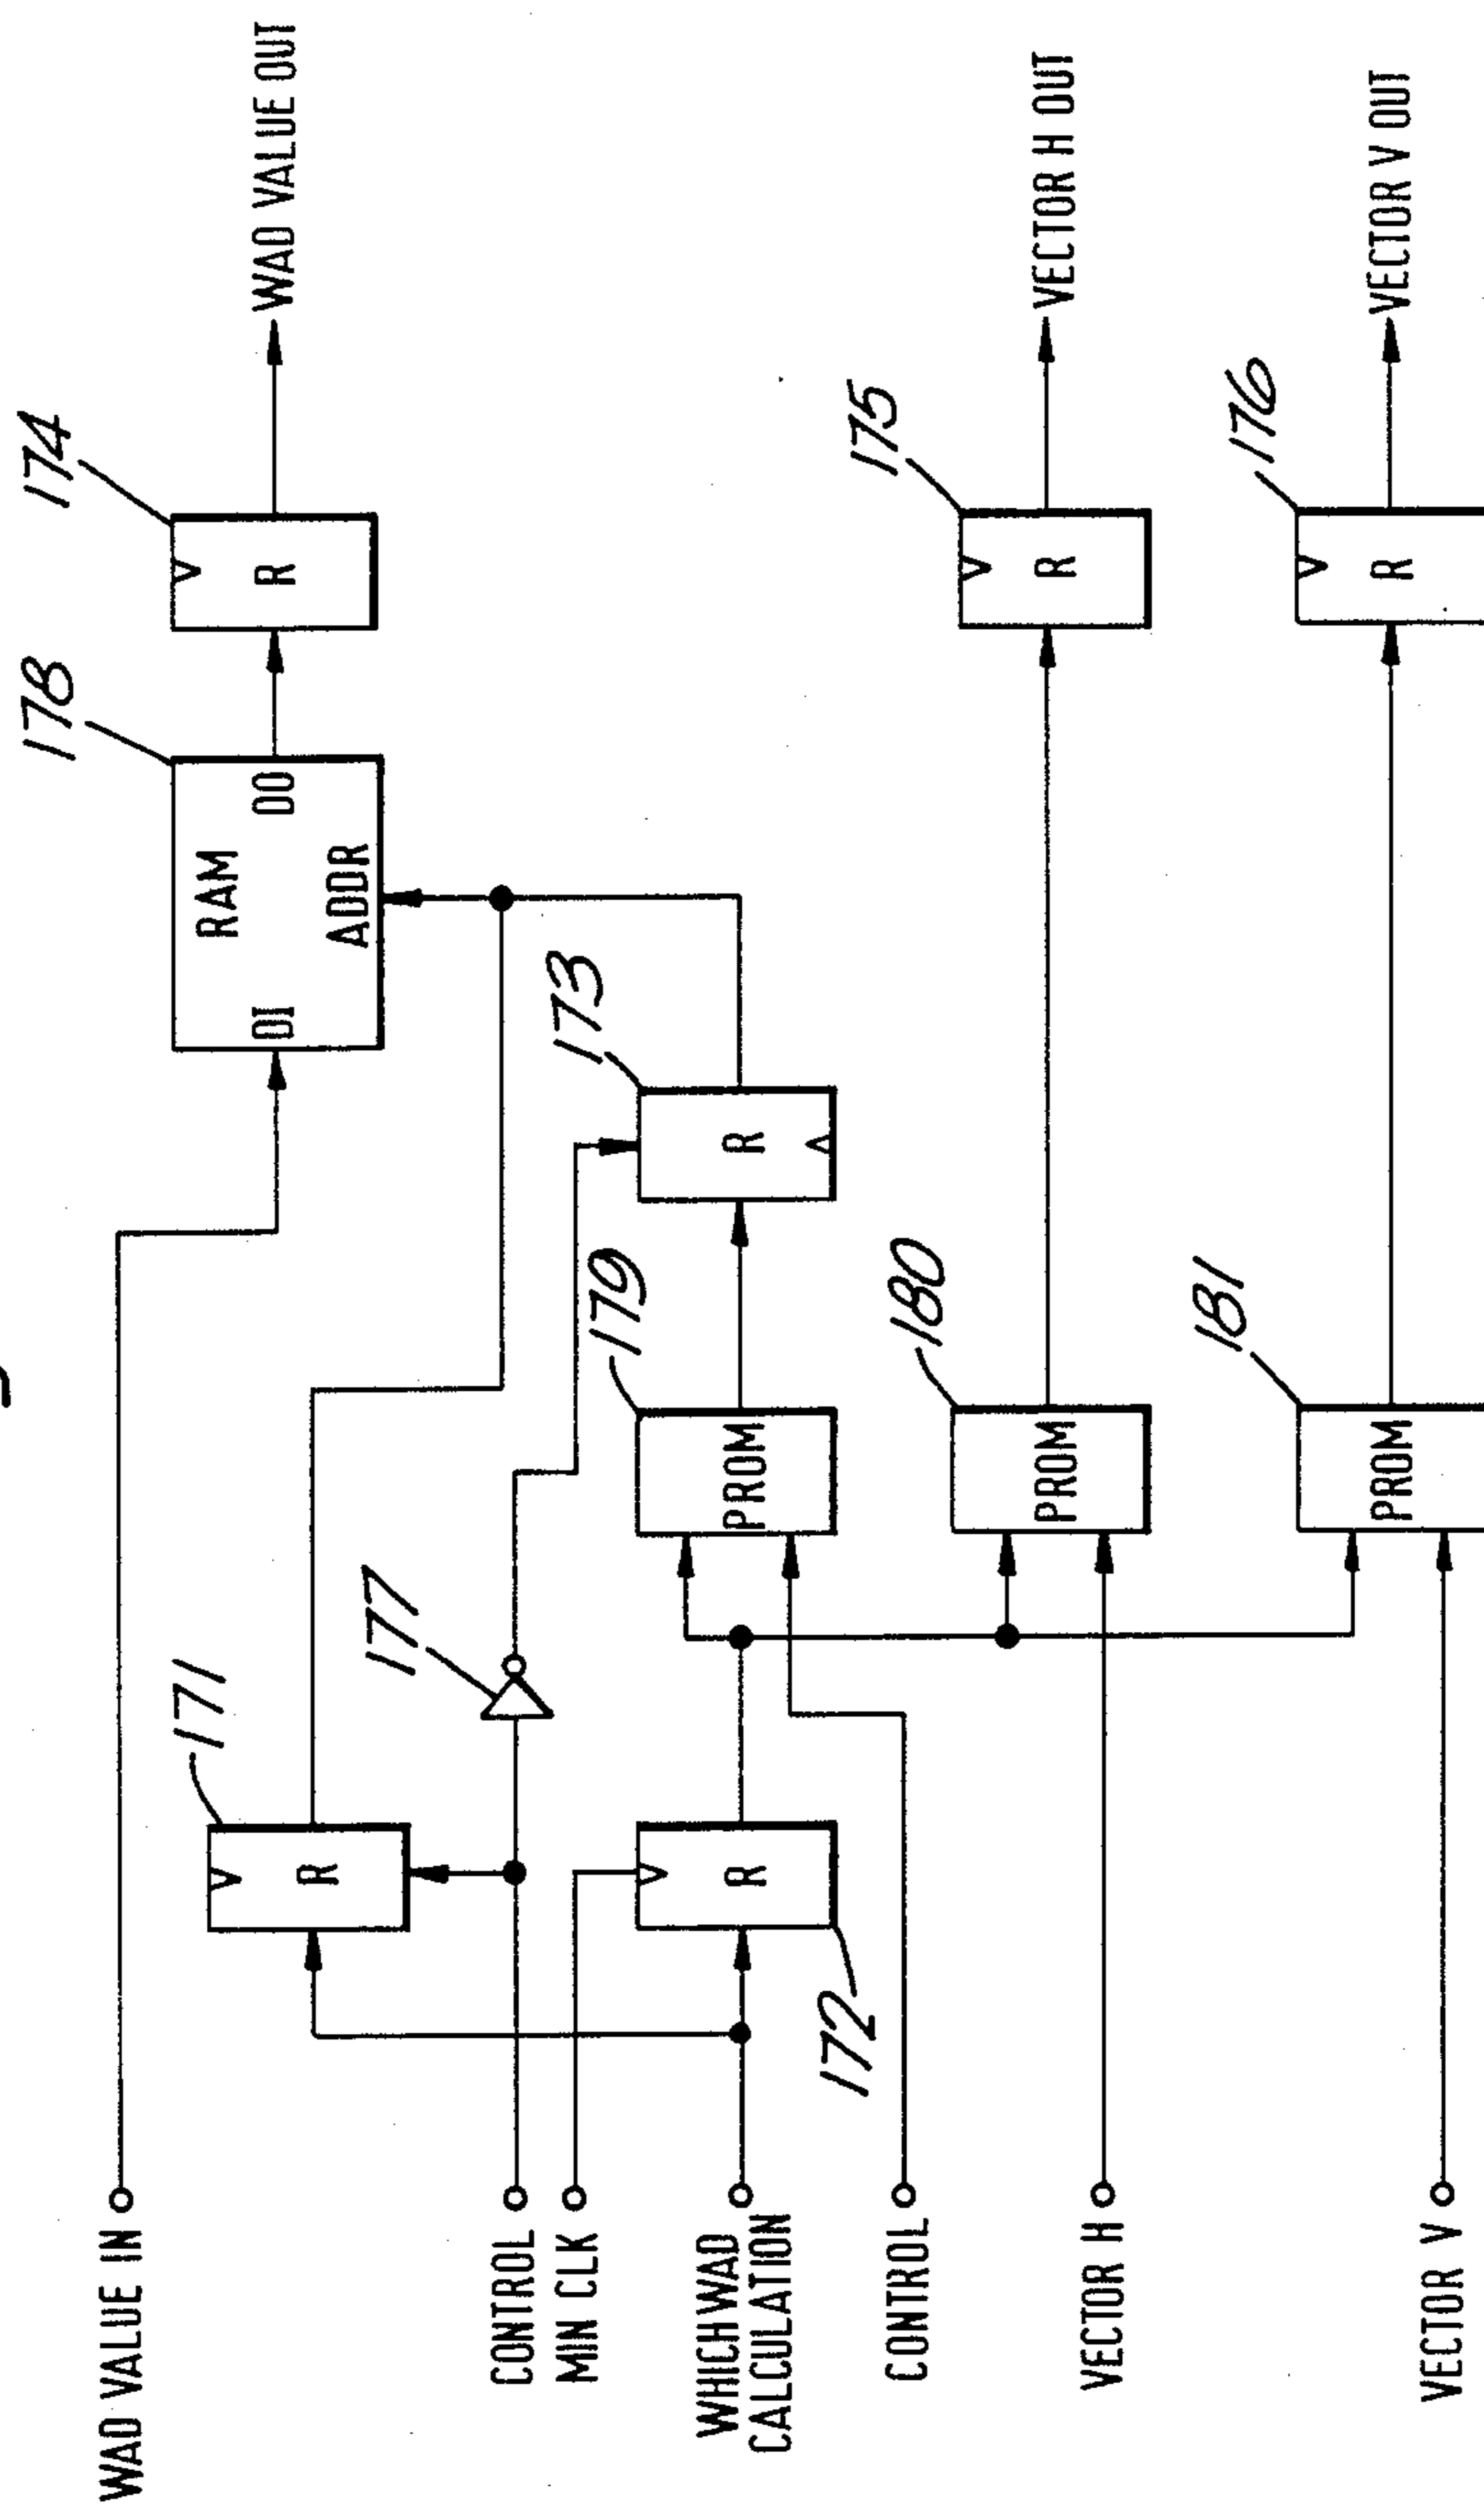 WAD VALUE IN
CONTROL
MIN CLK
WHICH WAD
CALCULATION
CONTROL
VECTOR H
VECTOR V
171
R
177
172
R
179
PROM
180
PROM
181
PROM
173
R
178
RAM
DI
DO
ADDR
174
R
175
R
176
R
WAD VALUE OUT
VECTOR H OUT
VECTOR V OUT